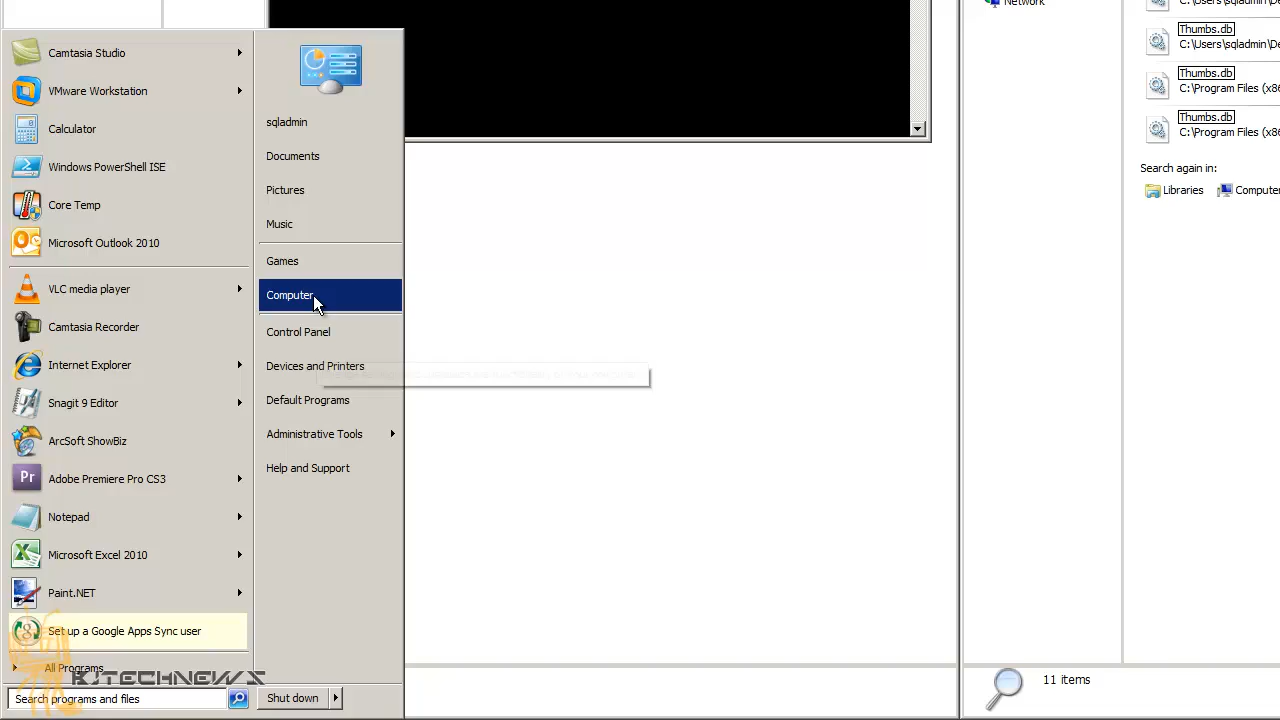 Camtasia Studio
VMware Workstation
Calculator
Windows PowerShell ISE
Core Temp
Microsoft Outlook 2010
VLC media player
Camtasia Recorder
Internet Explorer
Snagit 9 Editor
ArcSoft ShowBiz
Pr
Adobe Premiere Pro CS3
Notepad
Microsoft Excel 2010
Paint.NET
Set up a Google Apps Sync user
All Programs
KJTECHNEWS
Search programs and files
sqladmin
Documents
Pictures
Music
Games
Computer
Control Panel
Devices and Printers
Default Programs
Administrative Tools
Help and Support
Shut down
Network
Thumbs.db
C:\Users\sqladmin\De
Thumbs.db
C:\Program Files (x86
Thumbs.db
C:\Program Files (x86
Search again in:
Libraries Computer
11 items